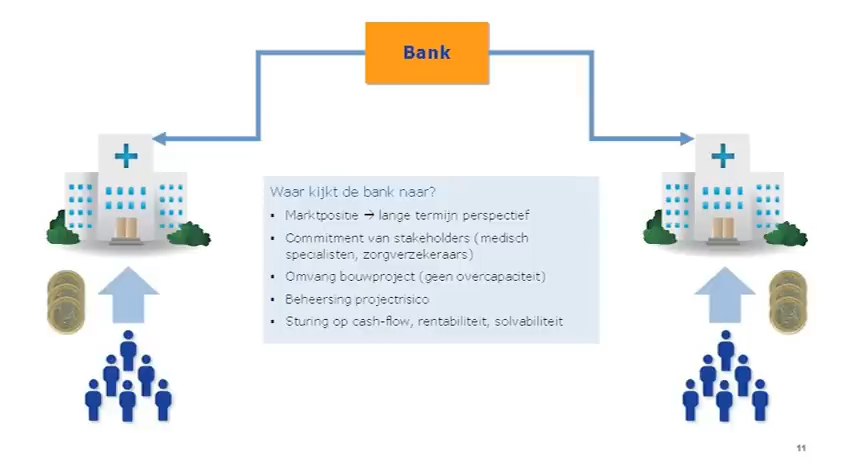 Bank
Waar kijkt de bank naar?
▪ Marktpositie → lange termijn perspectief
▪ Commitment van stakeholders (medisch
specialisten, zorgverzekeraars)
▪ Omvang bouwproject (geen overcapaciteit)
▪ Beheersing projectrisico
▪ Sturing op cash-flow, rentabiliteit, solvabiliteit
11